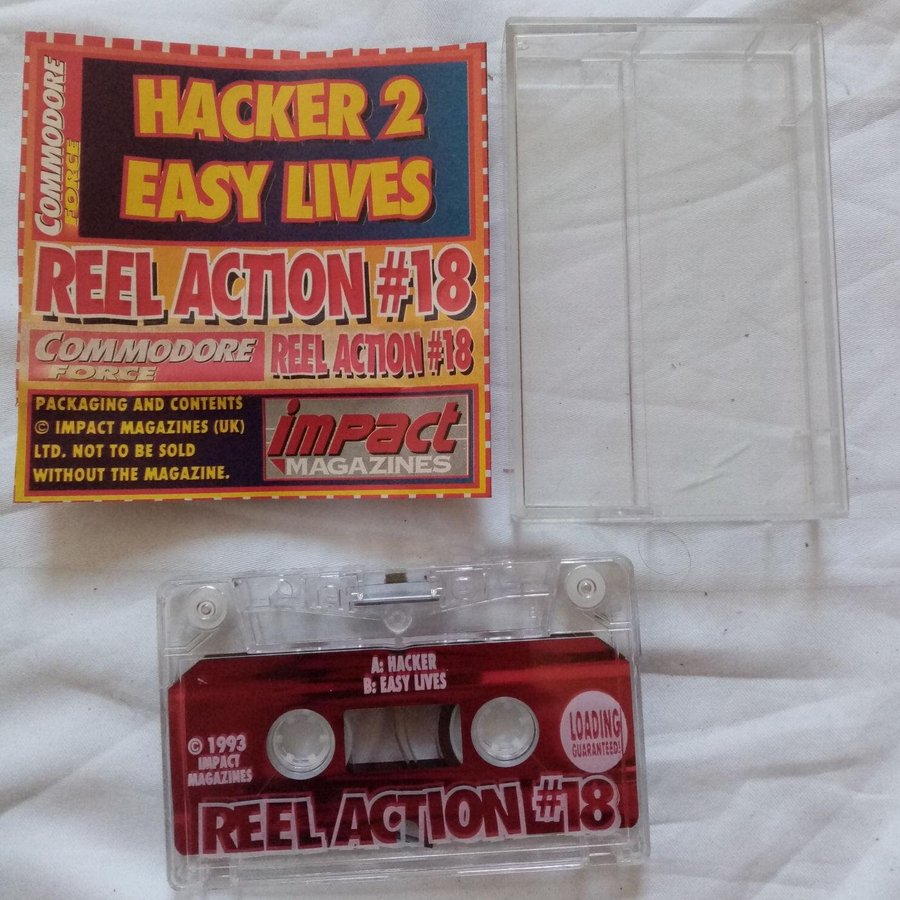 COMMODORE
FORCE
HACKER 2
EASY LIVES
REEL ACTION #18
COMMODORE
FORCE
REEL ACTION #18
PACKAGING AND CONTENTS
© IMPACT MAGAZINES (UK)
LTD. NOT TO BE SOLD
WITHOUT THE MAGAZINE.
impact
MAGAZINES
A: HACKER
B: EASY LIVES
© 1993
IMPACT
MAGAZINES
LOADING
GUARANTEED!
REEL ACTION #18